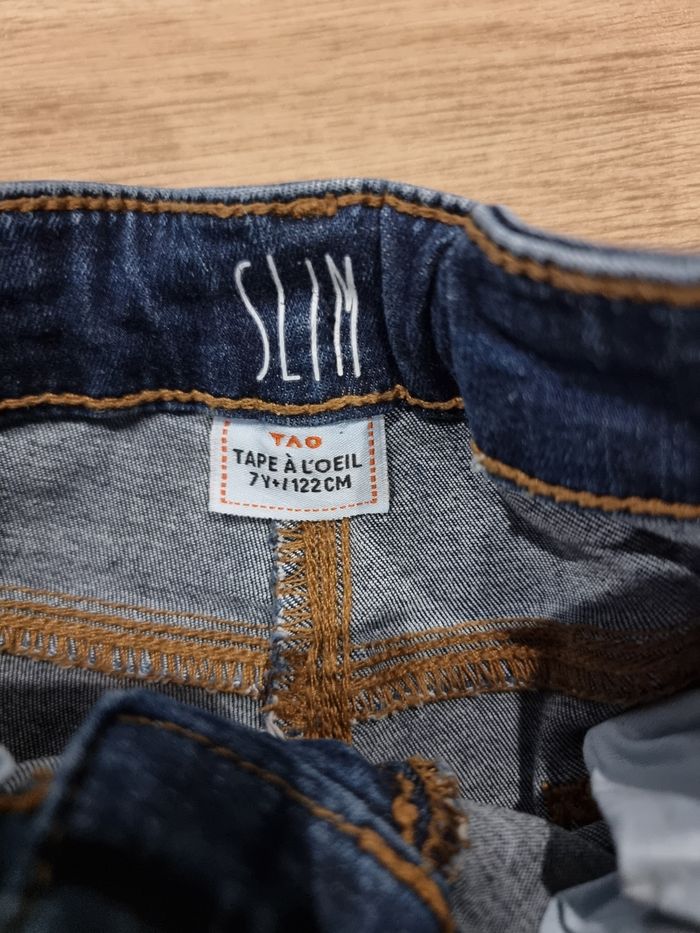 SLIM
TAO
TAPE À L'OEIL
7Y+/122CM